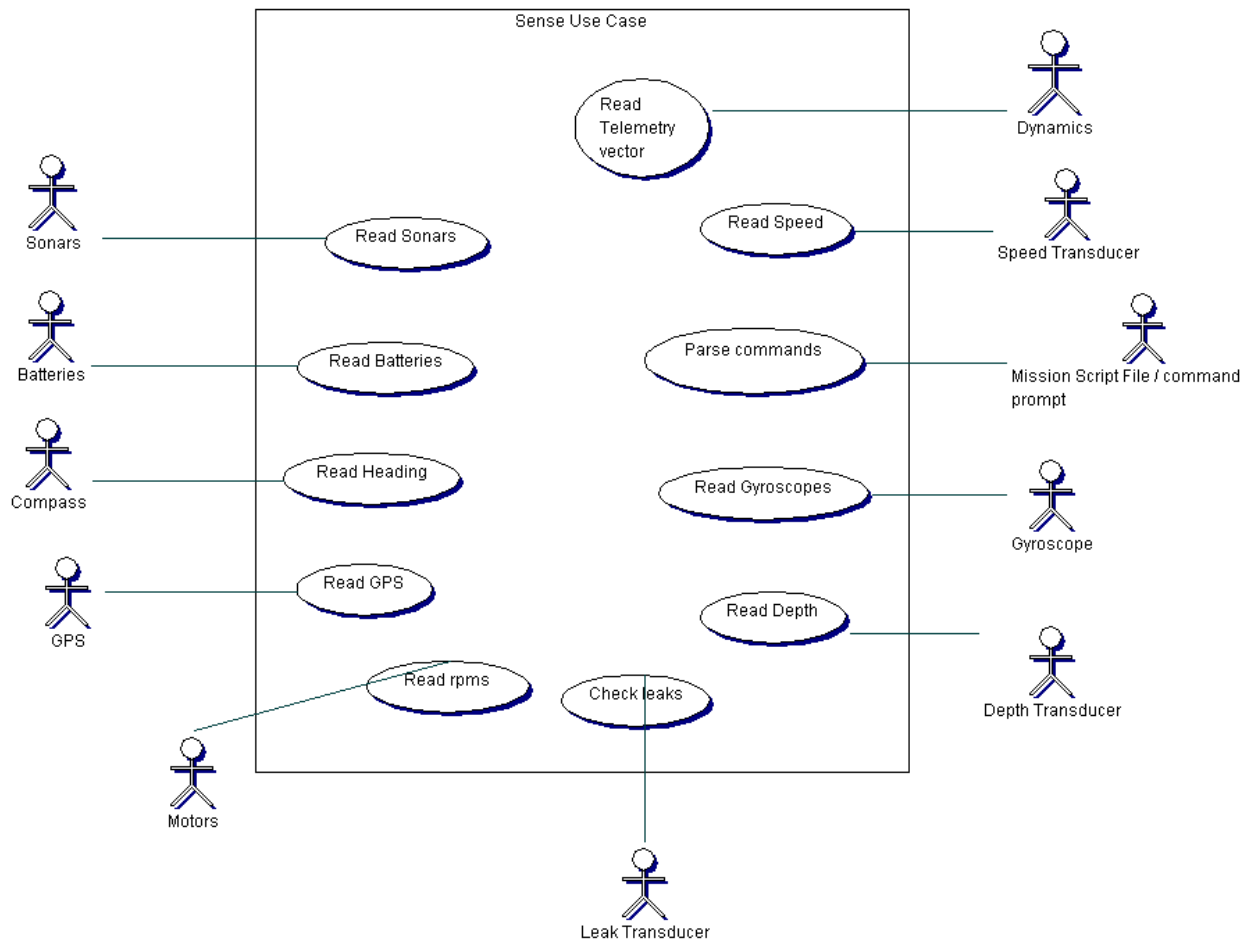 Sense Use Case
Read
Telemetry
vector
Dynamics
Sonars
Read Sonars
Read Speed
Speed Transducer
Batteries
Read Batteries
Parse commands
Mission Script File / command
prompt
Compass
Read Heading
Read Gyroscopes
Gyroscope
GPS
Read GPS
Read Depth
Depth Transducer
Read rpms
Check leaks
Motors
Leak Transducer